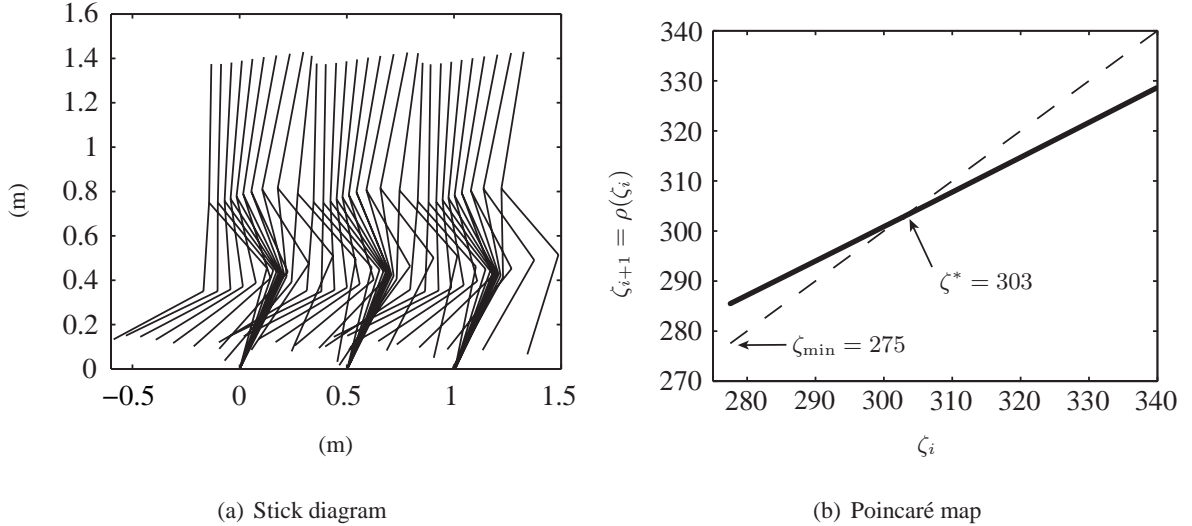 1.6
1.4
1.2
1
0.8
0.6
0.4
0.2
0
(m)
−0.5 0 0.5 1 1.5
(m)
(a) Stick diagram
340
330
320
310
300
290
280
270
ζᵢ₊₁ = ρ(ζᵢ)
ζ* = 303
ζmin = 275
280 290 300 310 320 330 340
ζᵢ
(b) Poincaré map